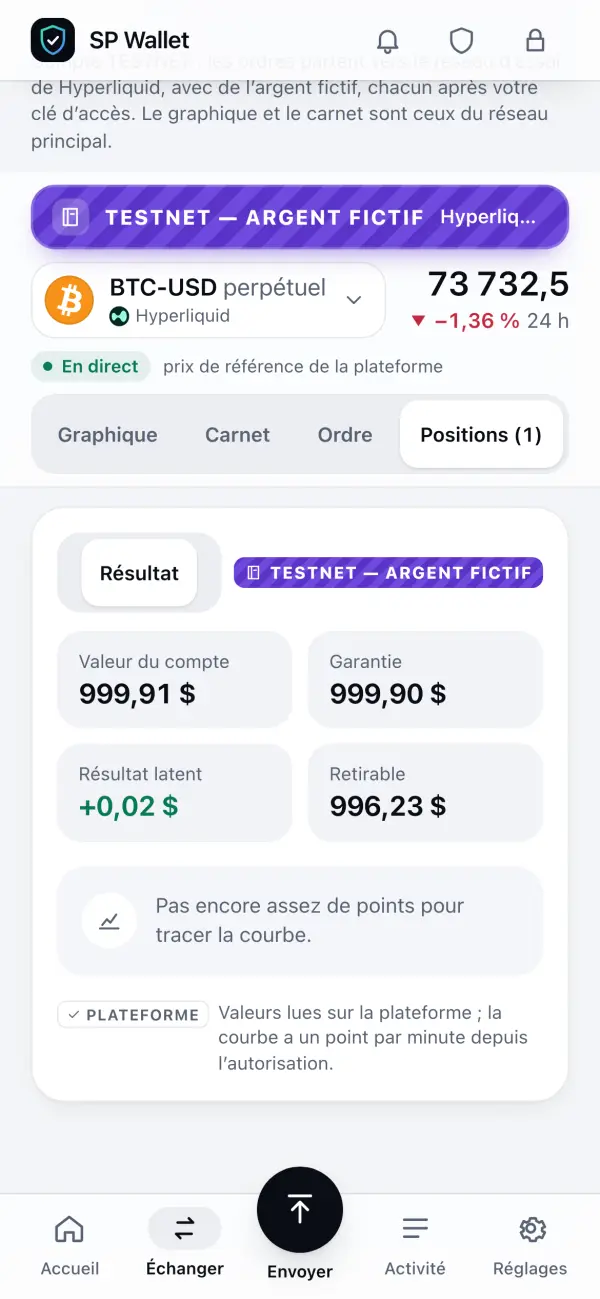 SP Wallet
de Hyperliquid, avec de l’argent fictif, chacun après votre
clé d’accès. Le graphique et le carnet sont ceux du réseau
principal.
TESTNET — ARGENT FICTIF Hyperliq...
BTC-USD perpétuel
Hyperliquid
73 732,5
▼ −1,36 % 24 h
En direct
prix de référence de la plateforme
Graphique Carnet Ordre Positions (1)
Résultat
TESTNET — ARGENT FICTIF
Valeur du compte
999,91 $
Garantie
999,90 $
Résultat latent
+0,02 $
Retirable
996,23 $
Pas encore assez de points pour
tracer la courbe.
PLATEFORME
Valeurs lues sur la plateforme ; la
courbe a un point par minute depuis
l’autorisation.
Accueil Échanger Envoyer Activité Réglages